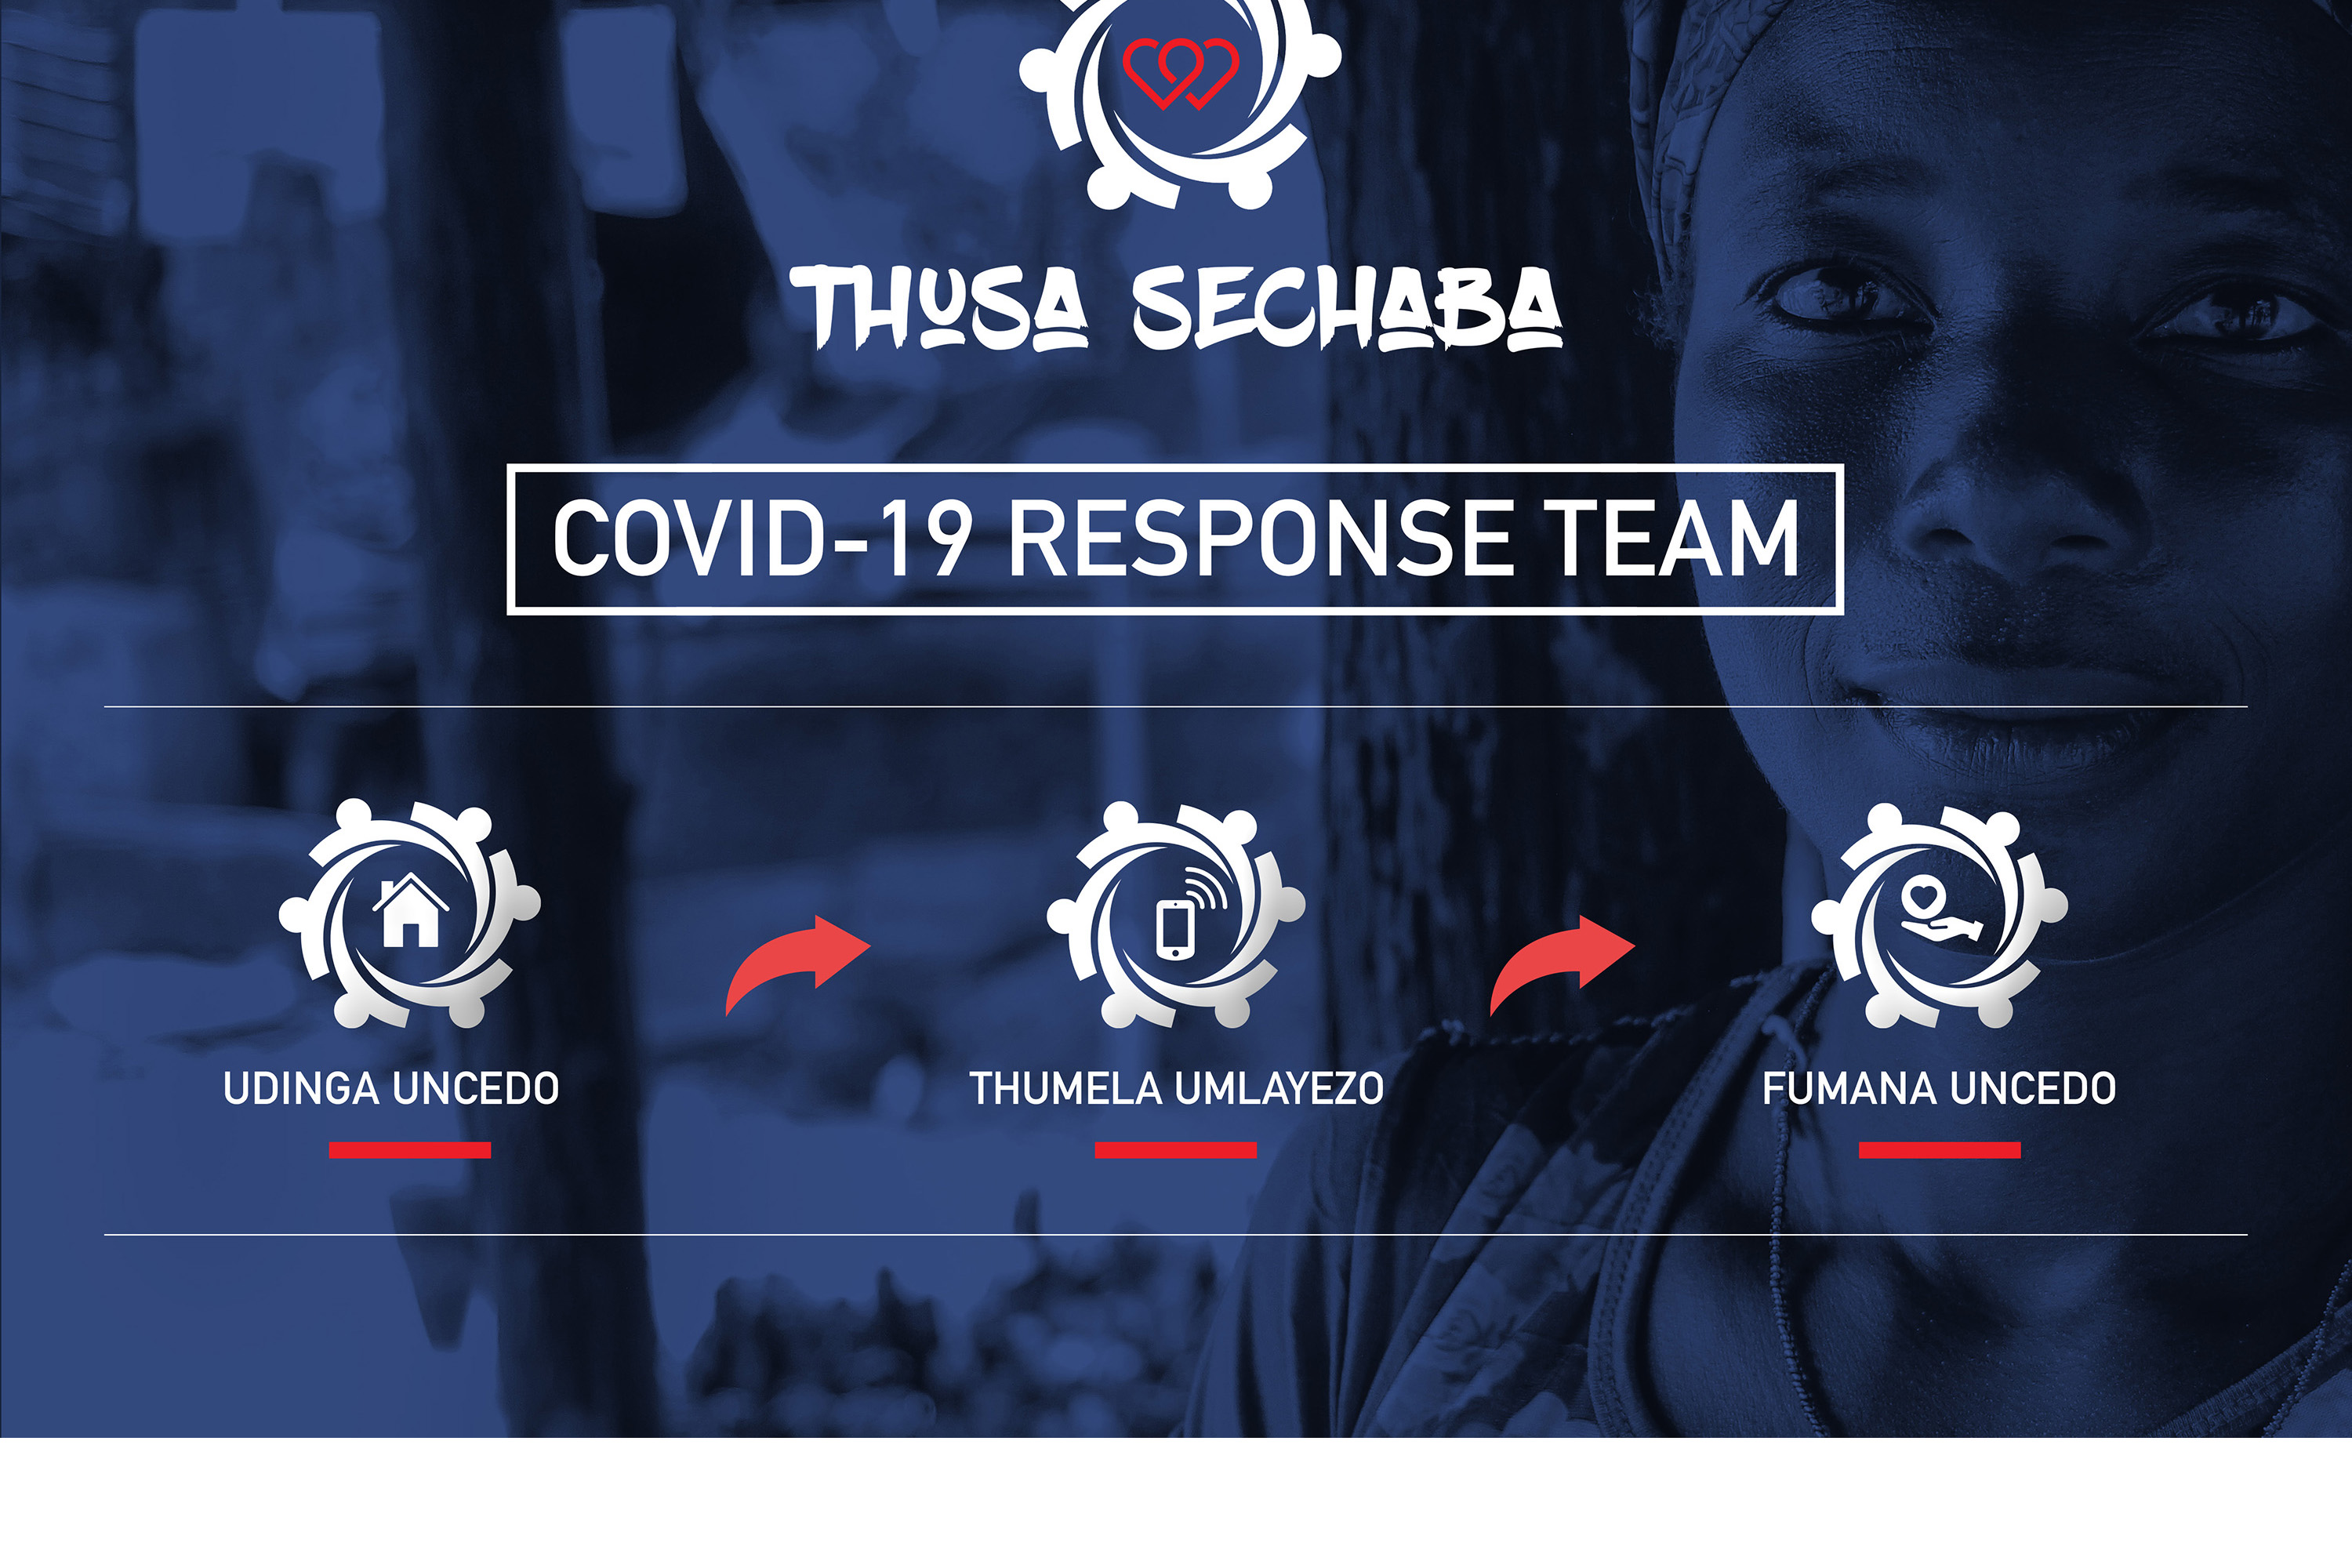 THUSA SECHABA
COVID-19 RESPONSE TEAM
UDINGA UNCEDO
THUMELA UMLAYEZO
FUMANA UNCEDO